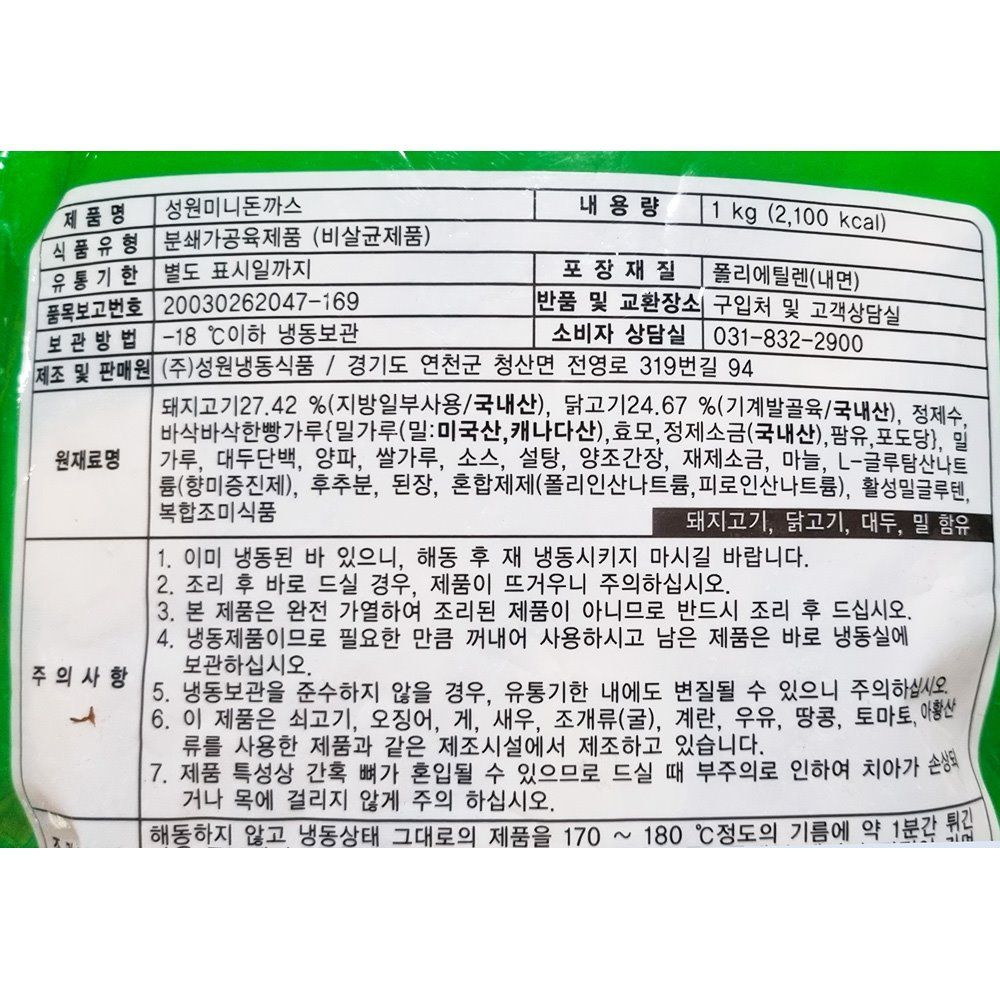 제품명 성원미니돈까스 내용량 1 kg (2,100 kcal)
식품유형 분쇄가공육제품 (비살균제품)
유통기한 별도 표시일까지 포장재질 폴리에틸렌(내면)
품목보고번호 20030262047-169 반품 및 교환장소 구입처 및 고객상담실
보관방법 -18 ℃이하 냉동보관 소비자 상담실 031-832-2900
제조 및 판매원 (주)성원냉동식품 / 경기도 연천군 청산면 전영로 319번길 94
원재료명
돼지고기27.42 %(지방일부사용/국내산), 닭고기24.67 %(기계발골육/국내산), 정제수,
바삭바삭한빵가루{밀가루(밀:미국산,캐나다산),효모,정제소금(국내산),팜유,포도당}, 밀
가루, 대두단백, 양파, 쌀가루, 소스, 설탕, 양조간장, 재제소금, 마늘, L-글루탐산나트
륨(향미증진제), 후추분, 된장, 혼합제제(폴리인산나트륨,피로인산나트륨), 활성밀글루텐,
복합조미식품
돼지고기, 닭고기, 대두, 밀 함유
주의사항
1. 이미 냉동된 바 있으니, 해동 후 재 냉동시키지 마시길 바랍니다.
2. 조리 후 바로 드실 경우, 제품이 뜨거우니 주의하십시오.
3. 본 제품은 완전 가열하여 조리된 제품이 아니므로 반드시 조리 후 드십시오.
4. 냉동제품이므로 필요한 만큼 꺼내어 사용하시고 남은 제품은 바로 냉동실에
보관하십시오.
5. 냉동보관을 준수하지 않을 경우, 유통기한 내에도 변질될 수 있으니 주의하십시오.
6. 이 제품은 쇠고기, 오징어, 게, 새우, 조개류(굴), 계란, 우유, 땅콩, 토마토, 아황산
류를 사용한 제품과 같은 제조시설에서 제조하고 있습니다.
7. 제품 특성상 간혹 뼈가 혼입될 수 있으므로 드실 때 부주의로 인하여 치아가 손상되
거나 목에 걸리지 않게 주의 하십시오.
해동하지 않고 냉동상태 그대로의 제품을 170 ~ 180 ℃정도의 기름에 약 1분간 튀긴